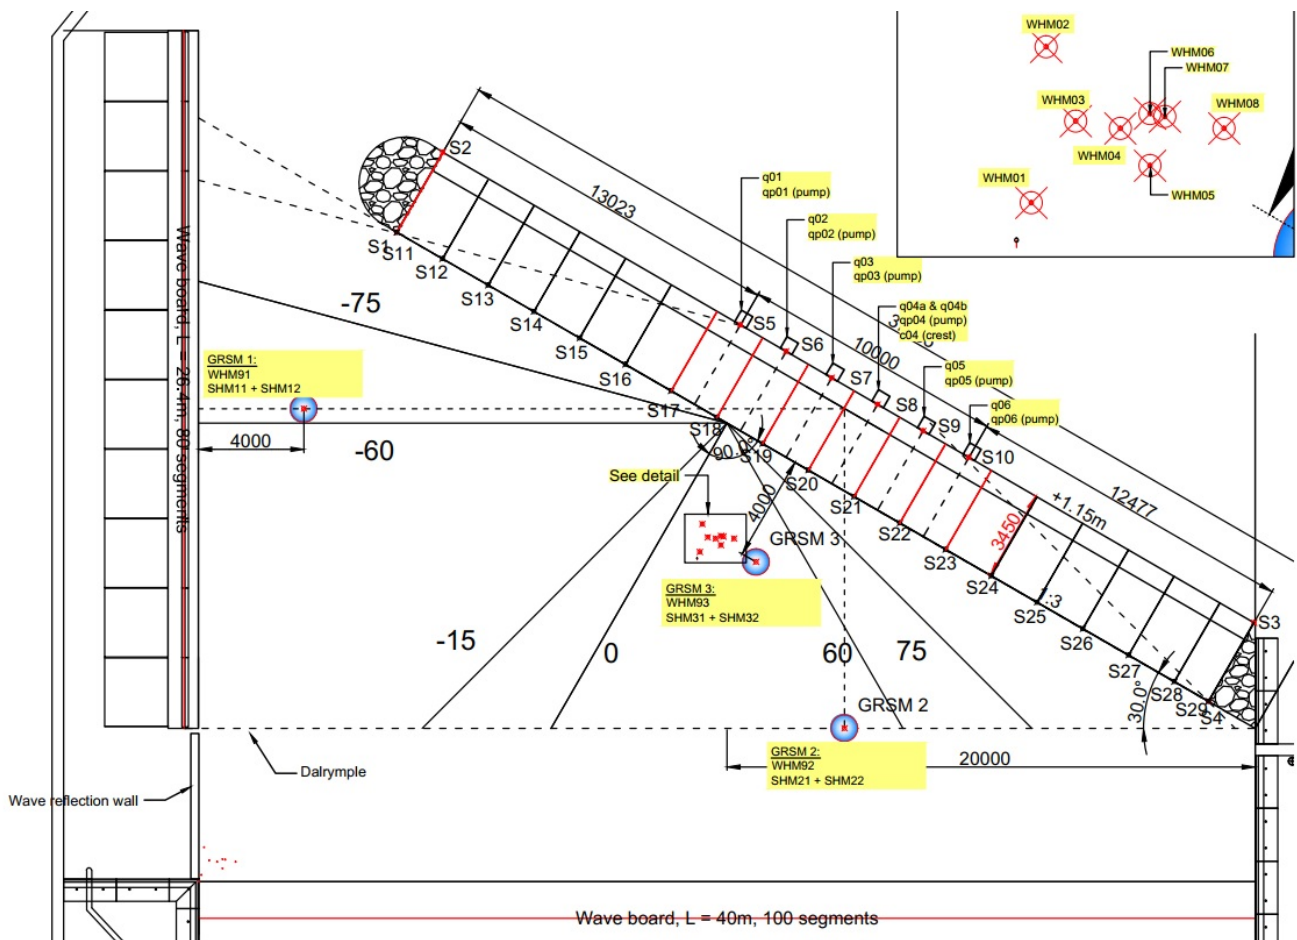 WHM02
WHM06
WHM07
WHM03
WHM08
WHM04
WHM01
WHM05
S2
13023
q01
qp01 (pump)
q02
qp02 (pump)
q03
qp03 (pump)
q04a & q04b
qp04 (pump)
c04 (crest)
10000
q05
qp05 (pump)
q06
qp06 (pump)
12477
S1
S11
S12
S13
S14
S15
S16
S17
S18
S19
S20
S21
S22
S23
S24
S25
S26
S27
S28
S29
S4
S3
S5
S6
S7
S8
S9
S10
-75
GRSM 1:
WHM91
SHM11 + SHM12
4000
-60
90.0°
See detail
4000
GRSM 3
3450
+1.15m
1:3
GRSM 3:
WHM93
SHM31 + SHM32
-15
0
60
75
30.0°
GRSM 2
GRSM 2:
WHM92
SHM21 + SHM22
20000
Dalrymple
Wave reflection wall
Wave board, L = 26.4m, 80 segments
Wave board, L = 40m, 100 segments